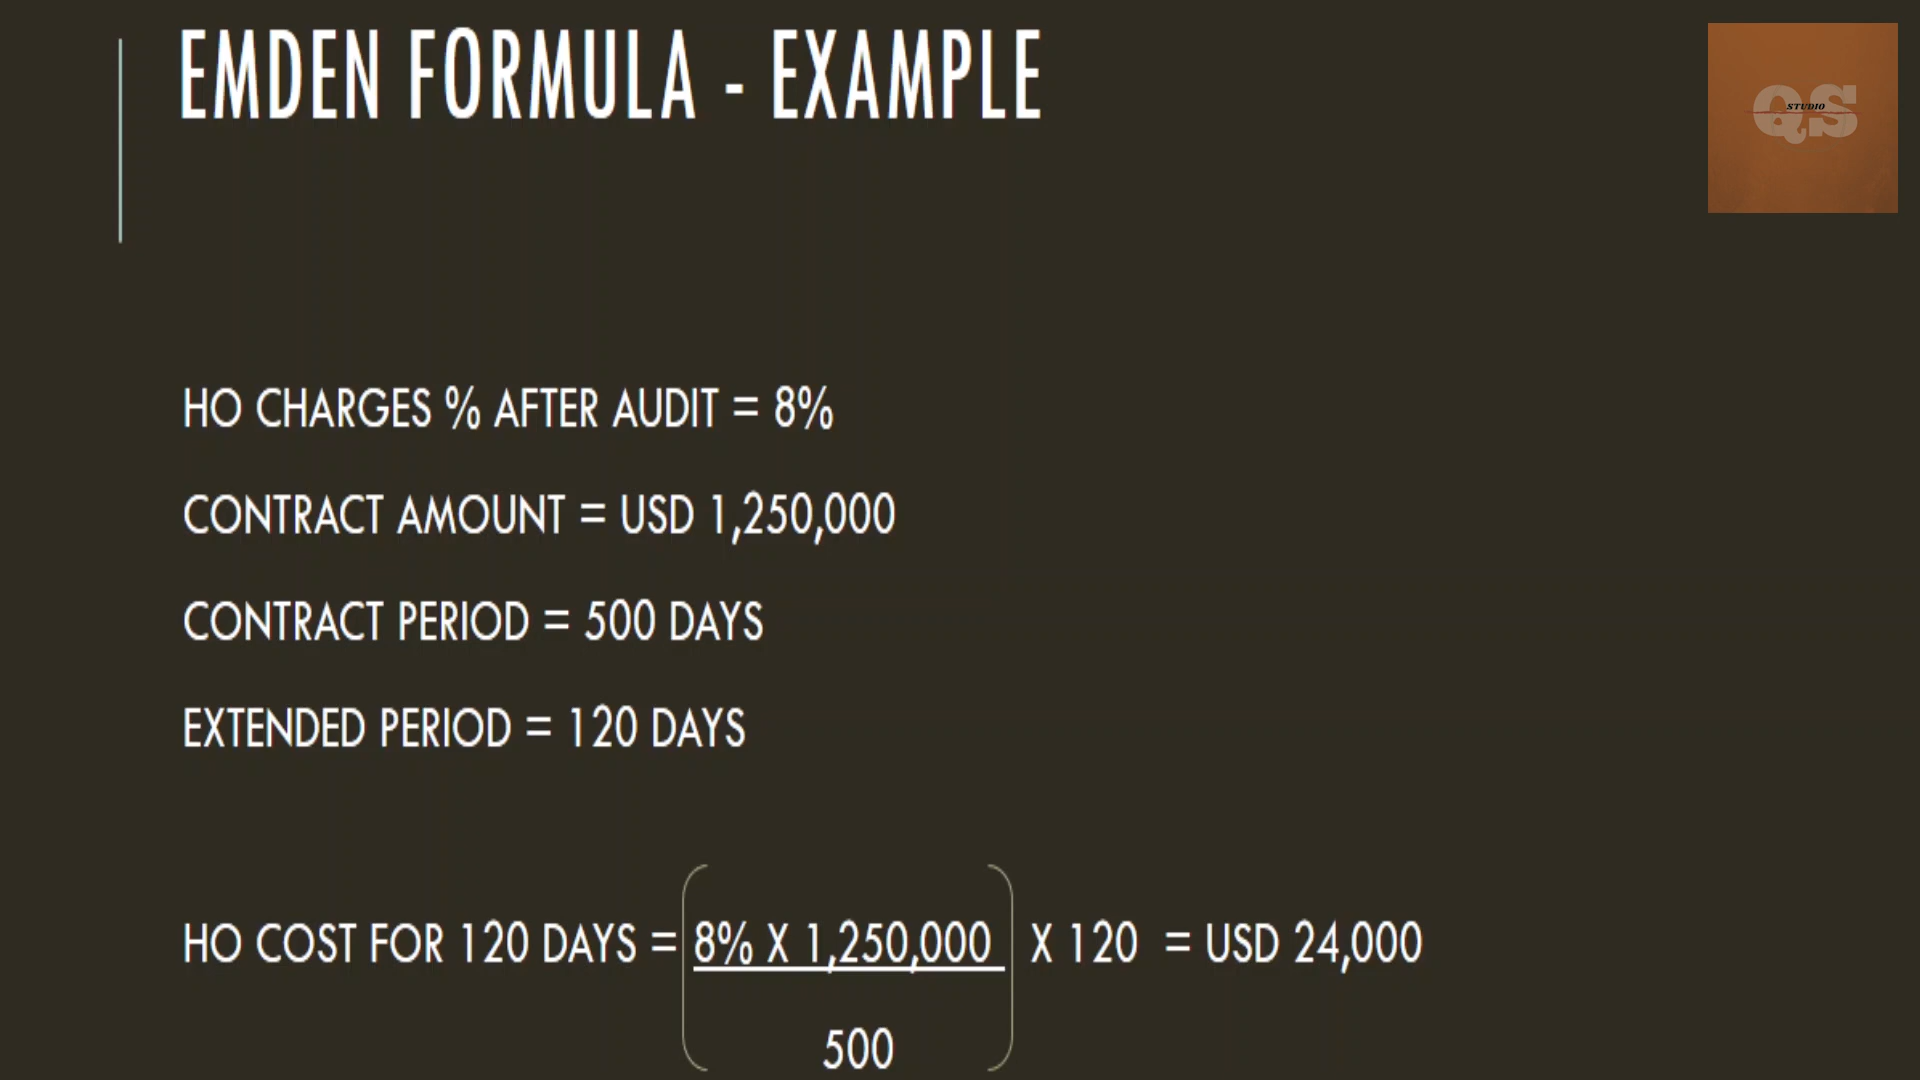 EMDEN FORMULA - EXAMPLE
QS
STUDIO
HO CHARGES % AFTER AUDIT = 8%
CONTRACT AMOUNT = USD 1,250,000
CONTRACT PERIOD = 500 DAYS
EXTENDED PERIOD = 120 DAYS
HO COST FOR 120 DAYS = 8% X 1,250,000 X 120 = USD 24,000
500